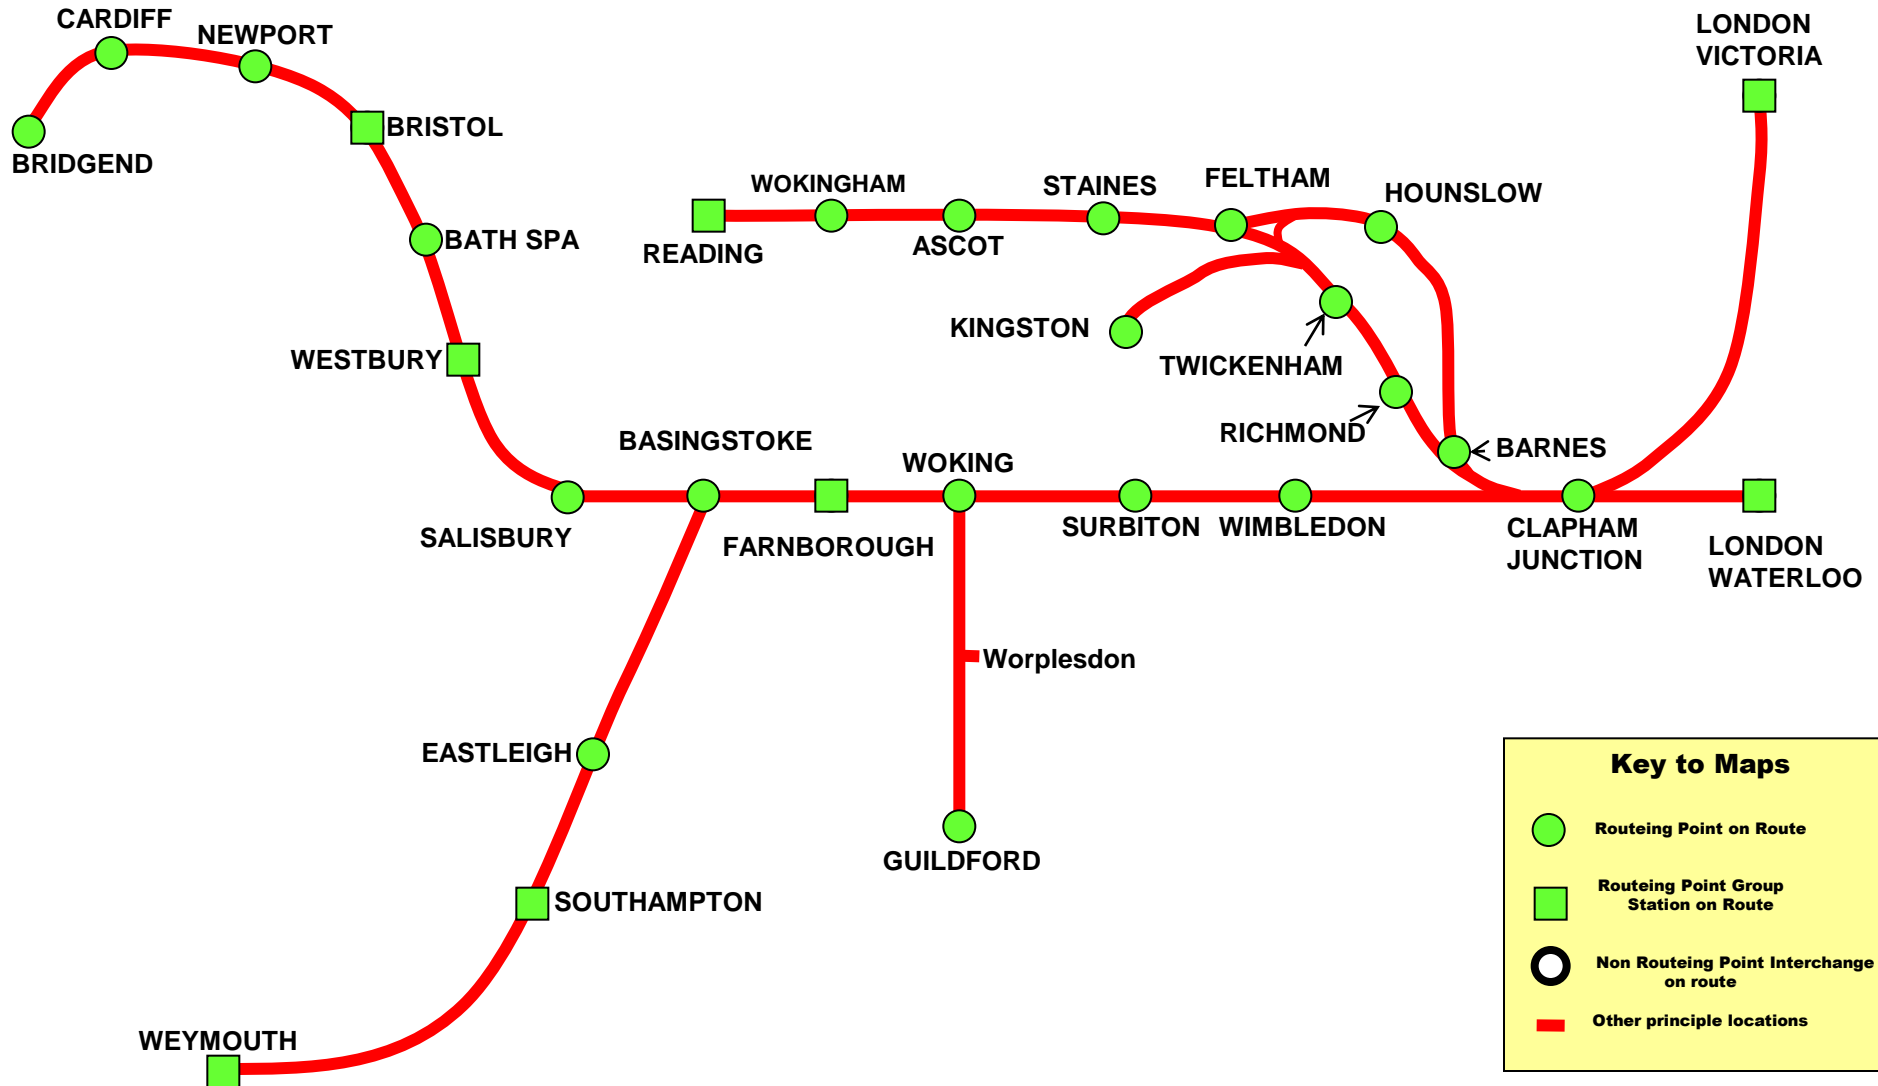 CARDIFF
NEWPORT
LONDON
VICTORIA
BRISTOL
BRIDGEND
WOKINGHAM
STAINES
FELTHAM
HOUNSLOW
BATH SPA
READING
ASCOT
KINGSTON
WESTBURY
TWICKENHAM
RICHMOND
BASINGSTOKE
WOKING
BARNES
SALISBURY
FARNBOROUGH
SURBITON
WIMBLEDON
CLAPHAM
JUNCTION
LONDON
WATERLOO
Worplesdon
EASTLEIGH
GUILDFORD
SOUTHAMPTON
WEYMOUTH
Key to Maps
Routeing Point on Route
Routeing Point Group
Station on Route
Non Routeing Point Interchange
on route
Other principle locations